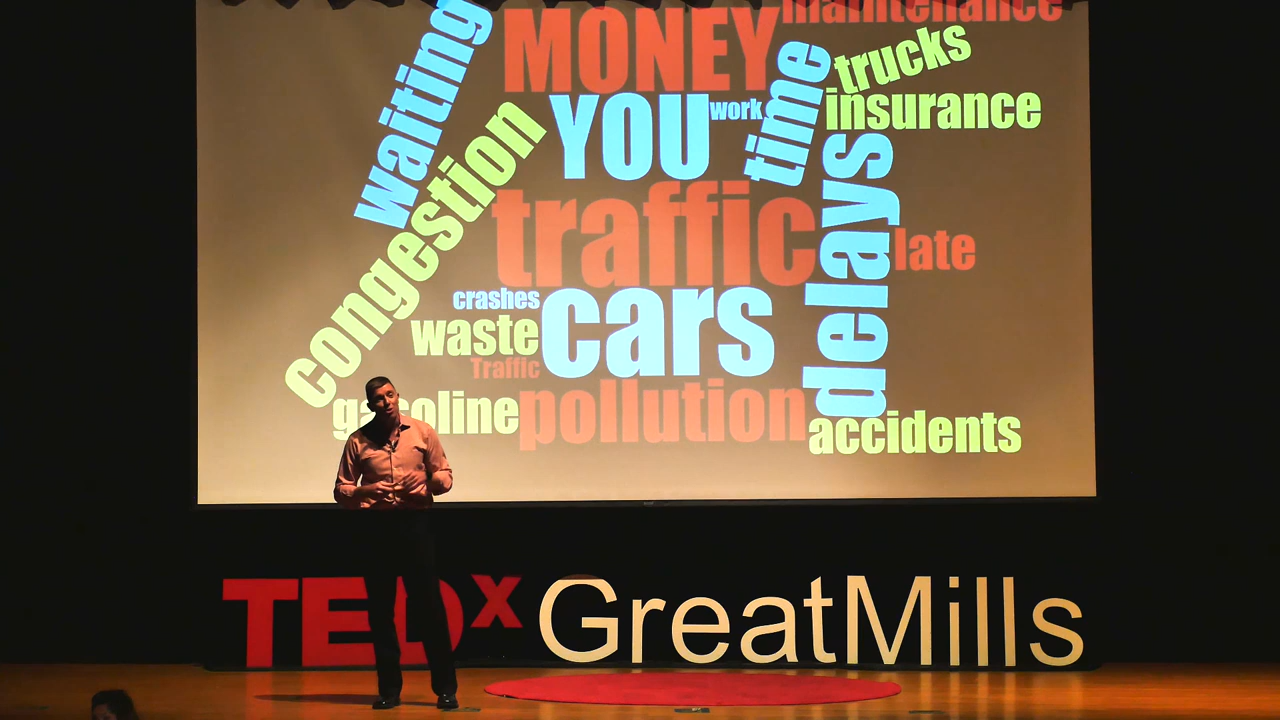 maintenance
MONEY
waiting
time
trucks
YOU
work
insurance
congestion
traffic
delays
late
crashes
cars
waste
Traffic
gasoline
pollution
accidents
TEDx GreatMills